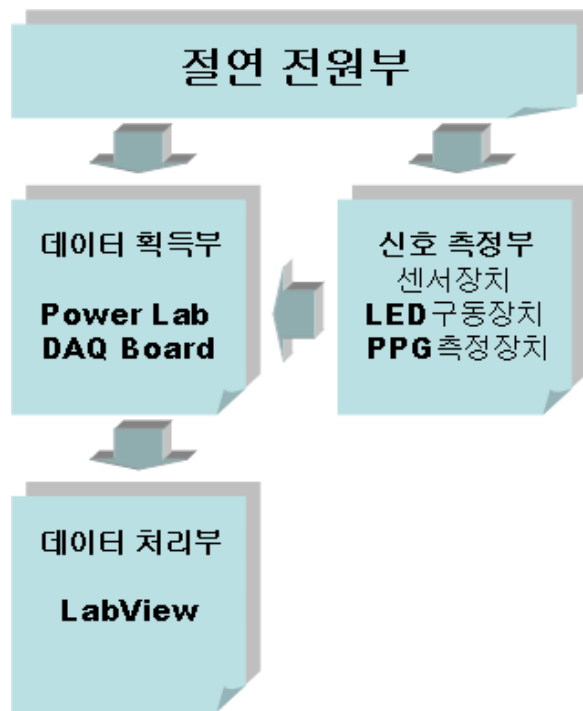 절연 전원부
데이터 획득부
Power Lab
DAQ Board
신호 측정부
센서장치
LED구동장치
PPG측정장치
데이터 처리부
LabView